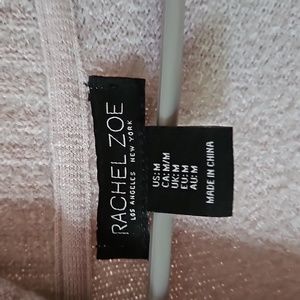 RACHEL ZOE
LOS ANGELES NEW YORK
US:M
CA:M/M
UK:M
EU:M
AU:M
MADE IN CHINA